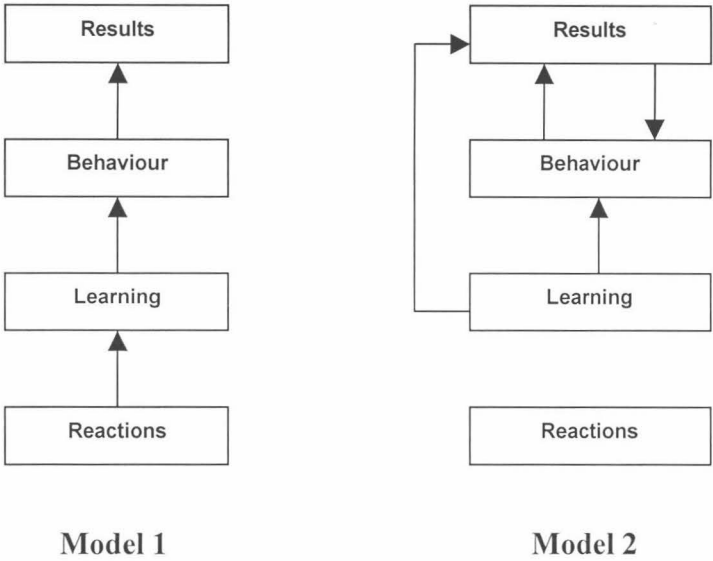 Results
Behaviour
Learning
Reactions
Model 1
Results
Behaviour
Learning
Reactions
Model 2